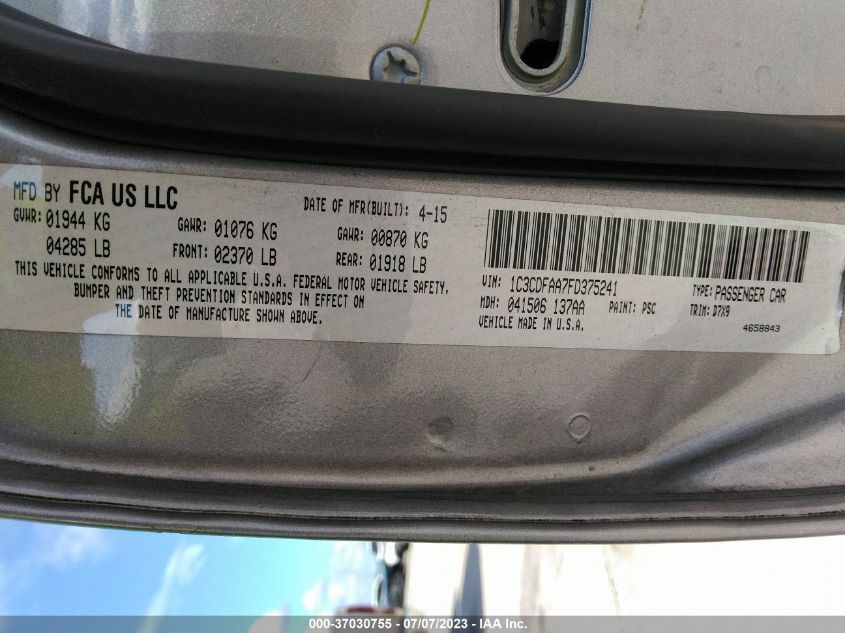 MFD BY FCA US LLC
DATE OF MFR(BUILT): 4-15
GVWR: 01944 KG
04285 LB
GAWR: 01076 KG
FRONT: 02370 LB
GAWR: 00870 KG
REAR: 01918 LB
THIS VEHICLE CONFORMS TO ALL APPLICABLE U.S.A. FEDERAL MOTOR VEHICLE SAFETY,
BUMPER AND THEFT PREVENTION STANDARDS IN EFFECT ON
THE DATE OF MANUFACTURE SHOWN ABOVE.
VIN: 1C3CDFAA7FD375241
TYPE: PASSENGER CAR
MDH: 041506 137AA
PAINT: PSC
TRIM: D7X9
VEHICLE MADE IN U.S.A.
4658843
000-37030755 - 07/07/2023 - IAA Inc.